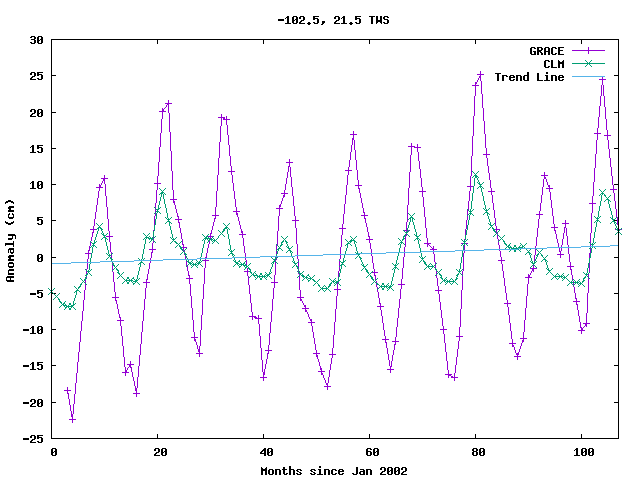 -102.5, 21.5 TWS
GRACE
CLM
Trend Line
30
25
20
15
10
5
0
-5
-10
-15
-20
-25
Anomaly (cm)
0 20 40 60 80 100
Months since Jan 2002